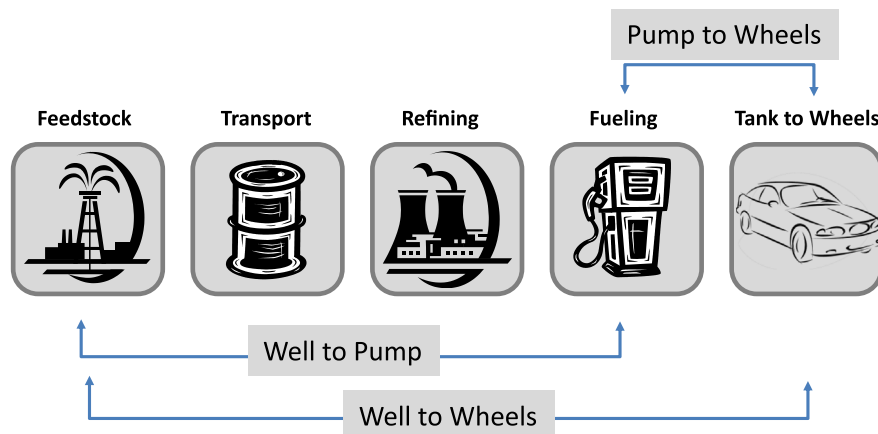 Pump to Wheels
Feedstock
Transport
Refining
Fueling
Tank to Wheels
Well to Pump
Well to Wheels